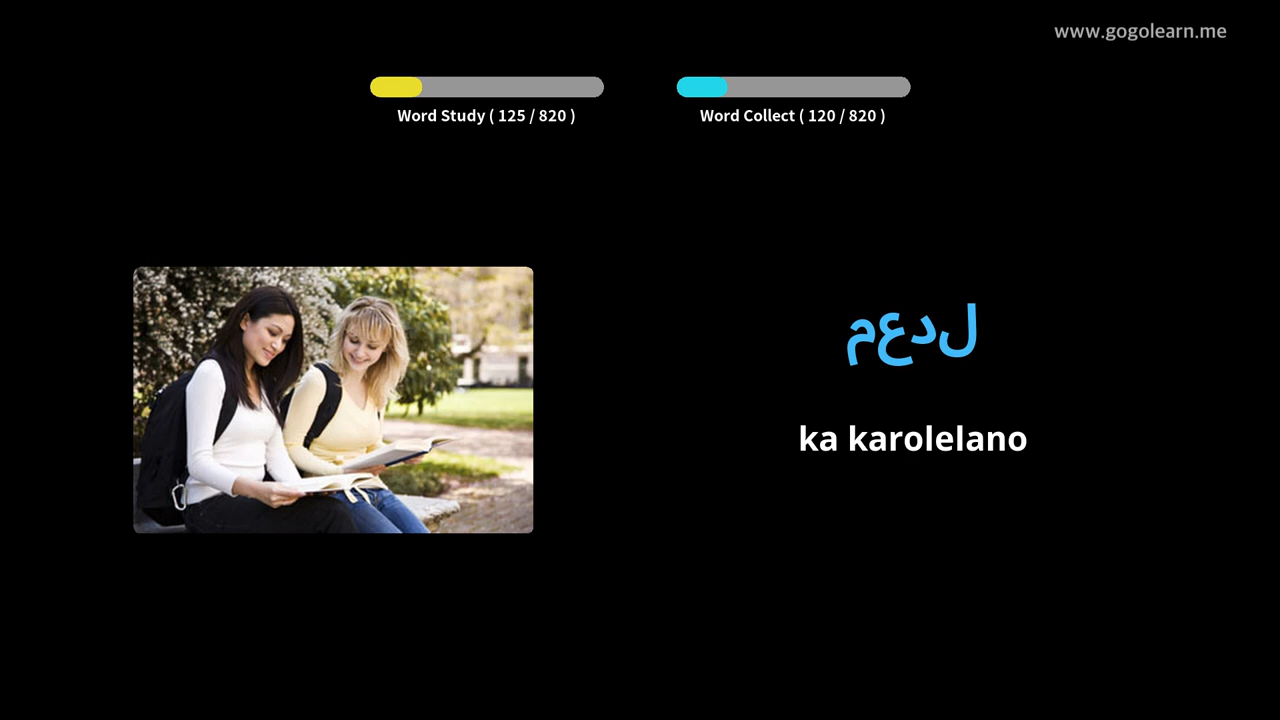 www.gogolearn.me
Word Study ( 125 / 820 )
Word Collect ( 120 / 820 )
معدل
ka karolelano